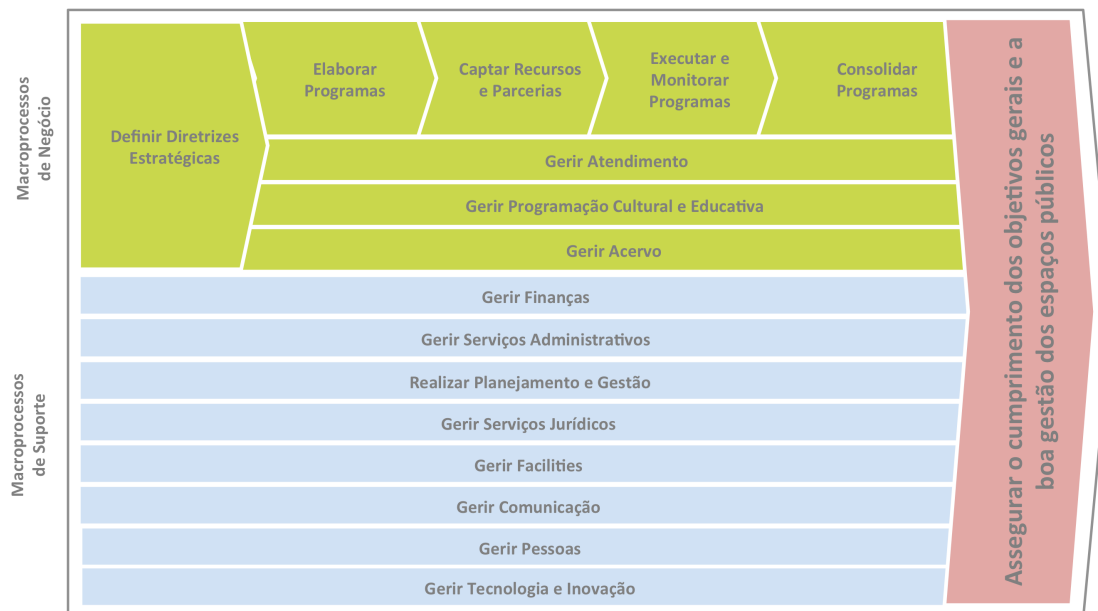 Macroprocessos
de Negócio
Definir Diretrizes
Estratégicas
Elaborar
Programas
Captar Recursos
e Parcerias
Executar e
Monitorar
Programas
Consolidar
Programas
Gerir Atendimento
Gerir Programação Cultural e Educativa
Gerir Acervo
Macroprocessos
de Suporte
Gerir Finanças
Gerir Serviços Administrativos
Realizar Planejamento e Gestão
Gerir Serviços Jurídicos
Gerir Facilities
Gerir Comunicação
Gerir Pessoas
Gerir Tecnologia e Inovação
Assegurar o cumprimento dos objetivos gerais e a
boa gestão dos espaços públicos